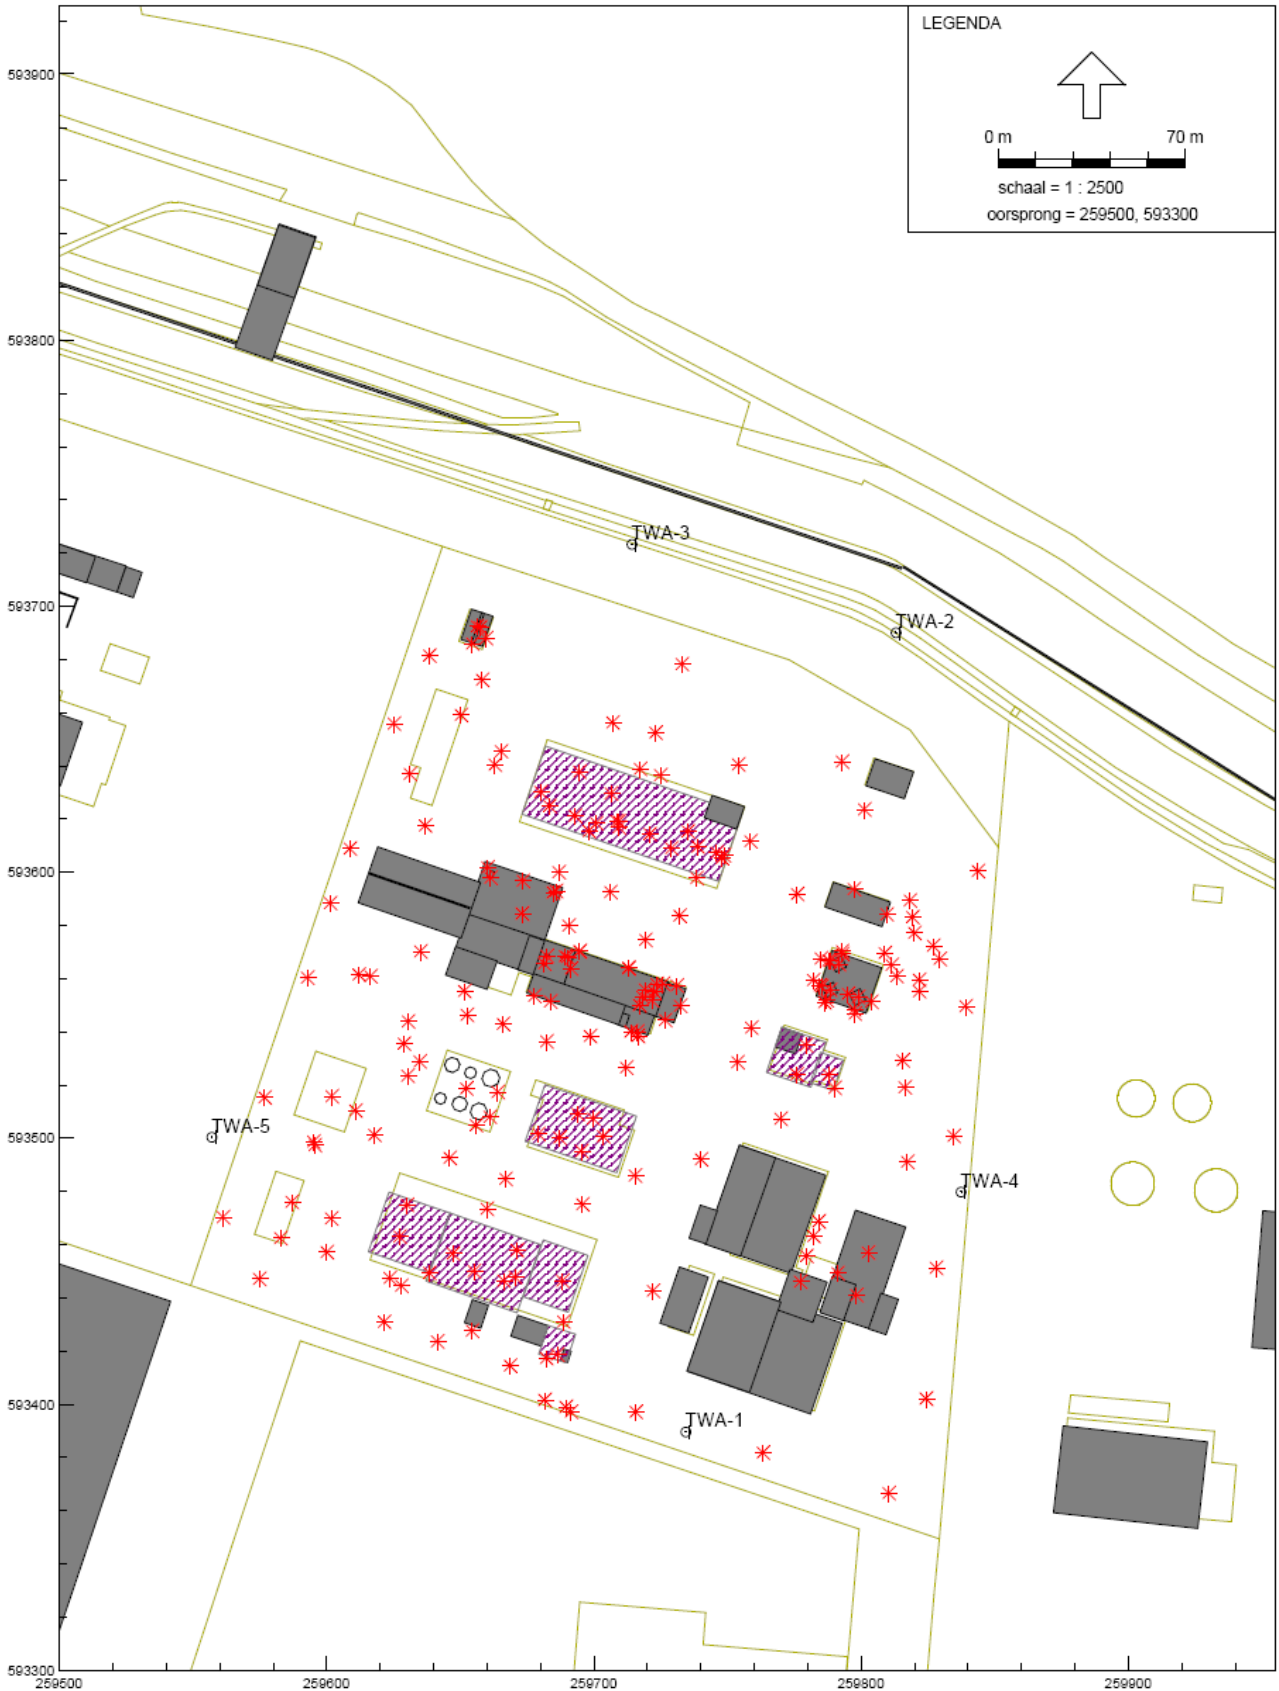 LEGENDA
0 m 70 m
schaal = 1 : 2500
oorsprong = 259500, 593300
593900
593800
TWA-3
593700
TWA-2
593600
TWA-5
593500
TWA-4
593400
TWA-1
593300
259500 259600 259700 259800 259900